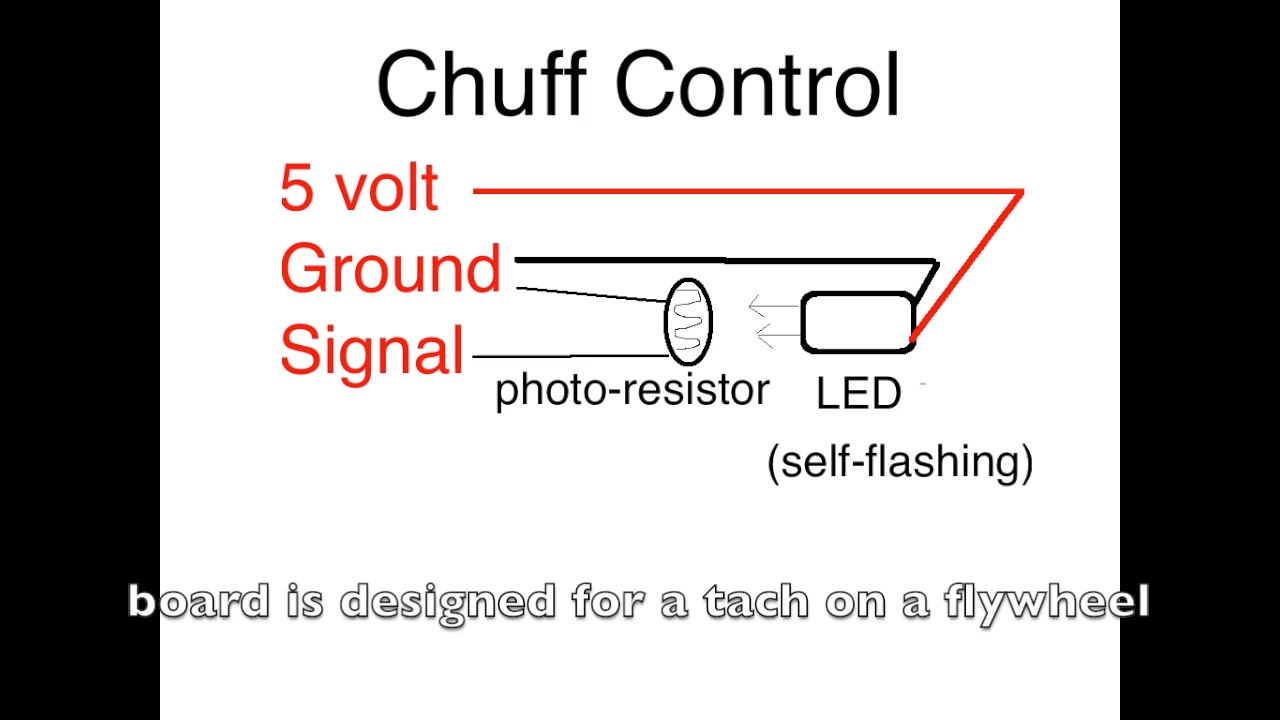 Chuff Control
5 volt
Ground
Signal
photo-resistor
LED
(self-flashing)
board is designed for a tach on a flywheel